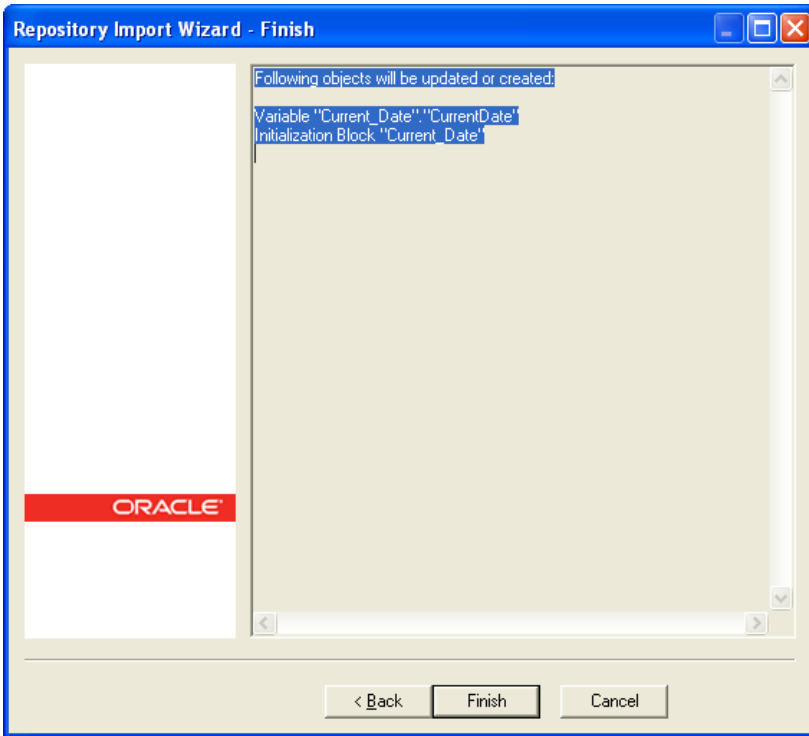 Repository Import Wizard - Finish
Following objects will be updated or created:
Variable "Current_Date"."CurrentDate"
Initialization Block "Current_Date"
ORACLE
< Back
Finish
Cancel